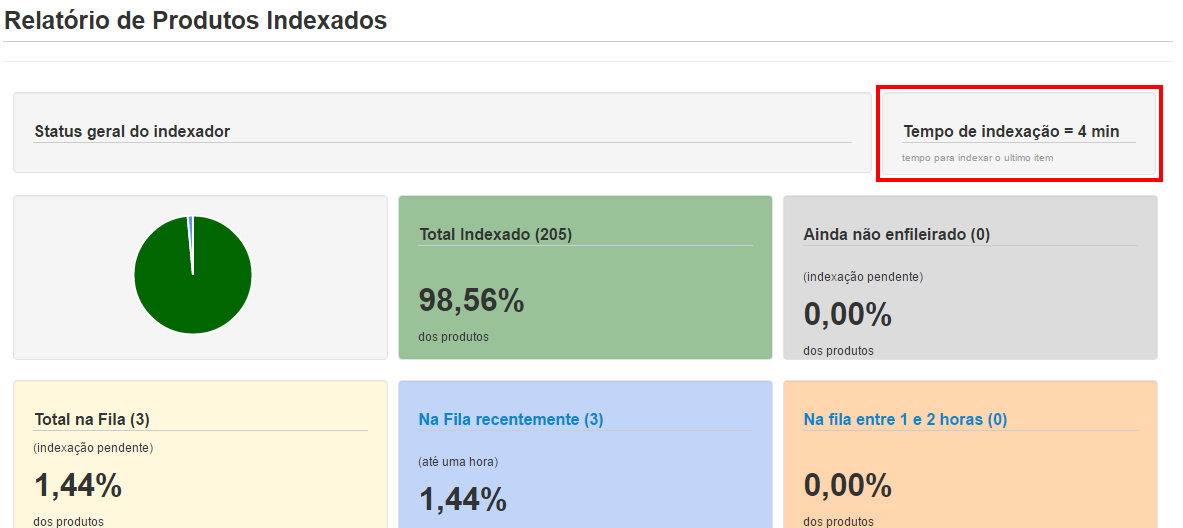 Relatório de Produtos Indexados
Status geral do indexador
Tempo de indexação = 4 min
tempo para indexar o ultimo item
Total Indexado (205)
98,56%
dos produtos
Ainda não enfileirado (0)
(indexação pendente)
0,00%
dos produtos
Total na Fila (3)
(indexação pendente)
1,44%
dos produtos
Na Fila recentemente (3)
(até uma hora)
1,44%
Na fila entre 1 e 2 horas (0)
0,00%
dos produtos